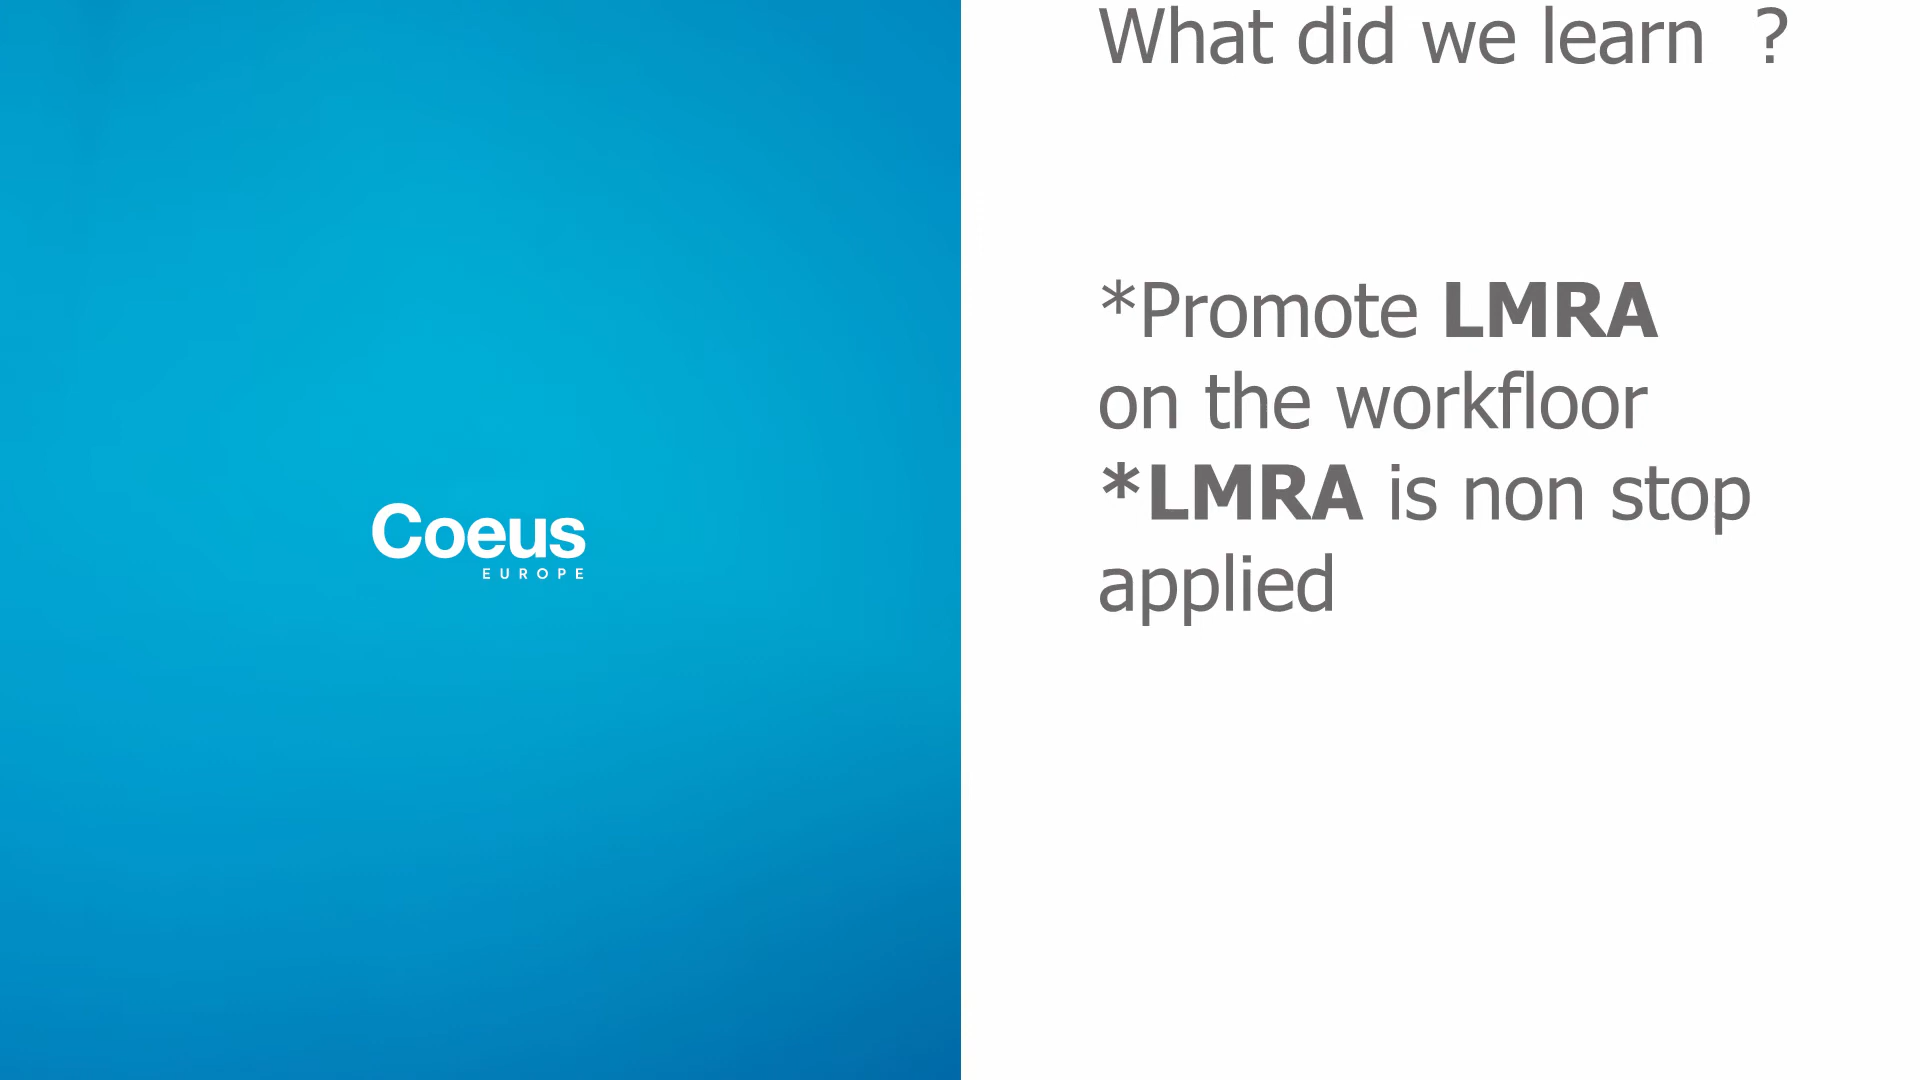 Coeus
EUROPE
What did we learn  ?
*Promote LMRA
on the workfloor
*LMRA is non stop
applied